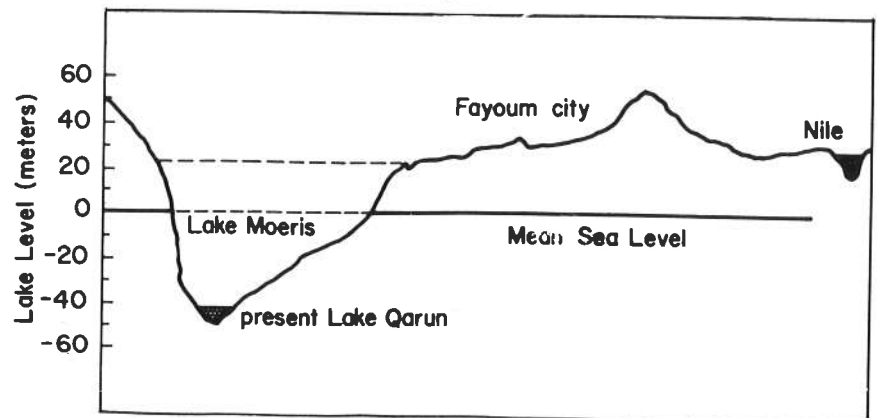 60
40
20
0
-20
-40
-60
Lake Level (meters)
Fayoum city
Nile
Lake Moeris
Mean Sea Level
present Lake Qarun